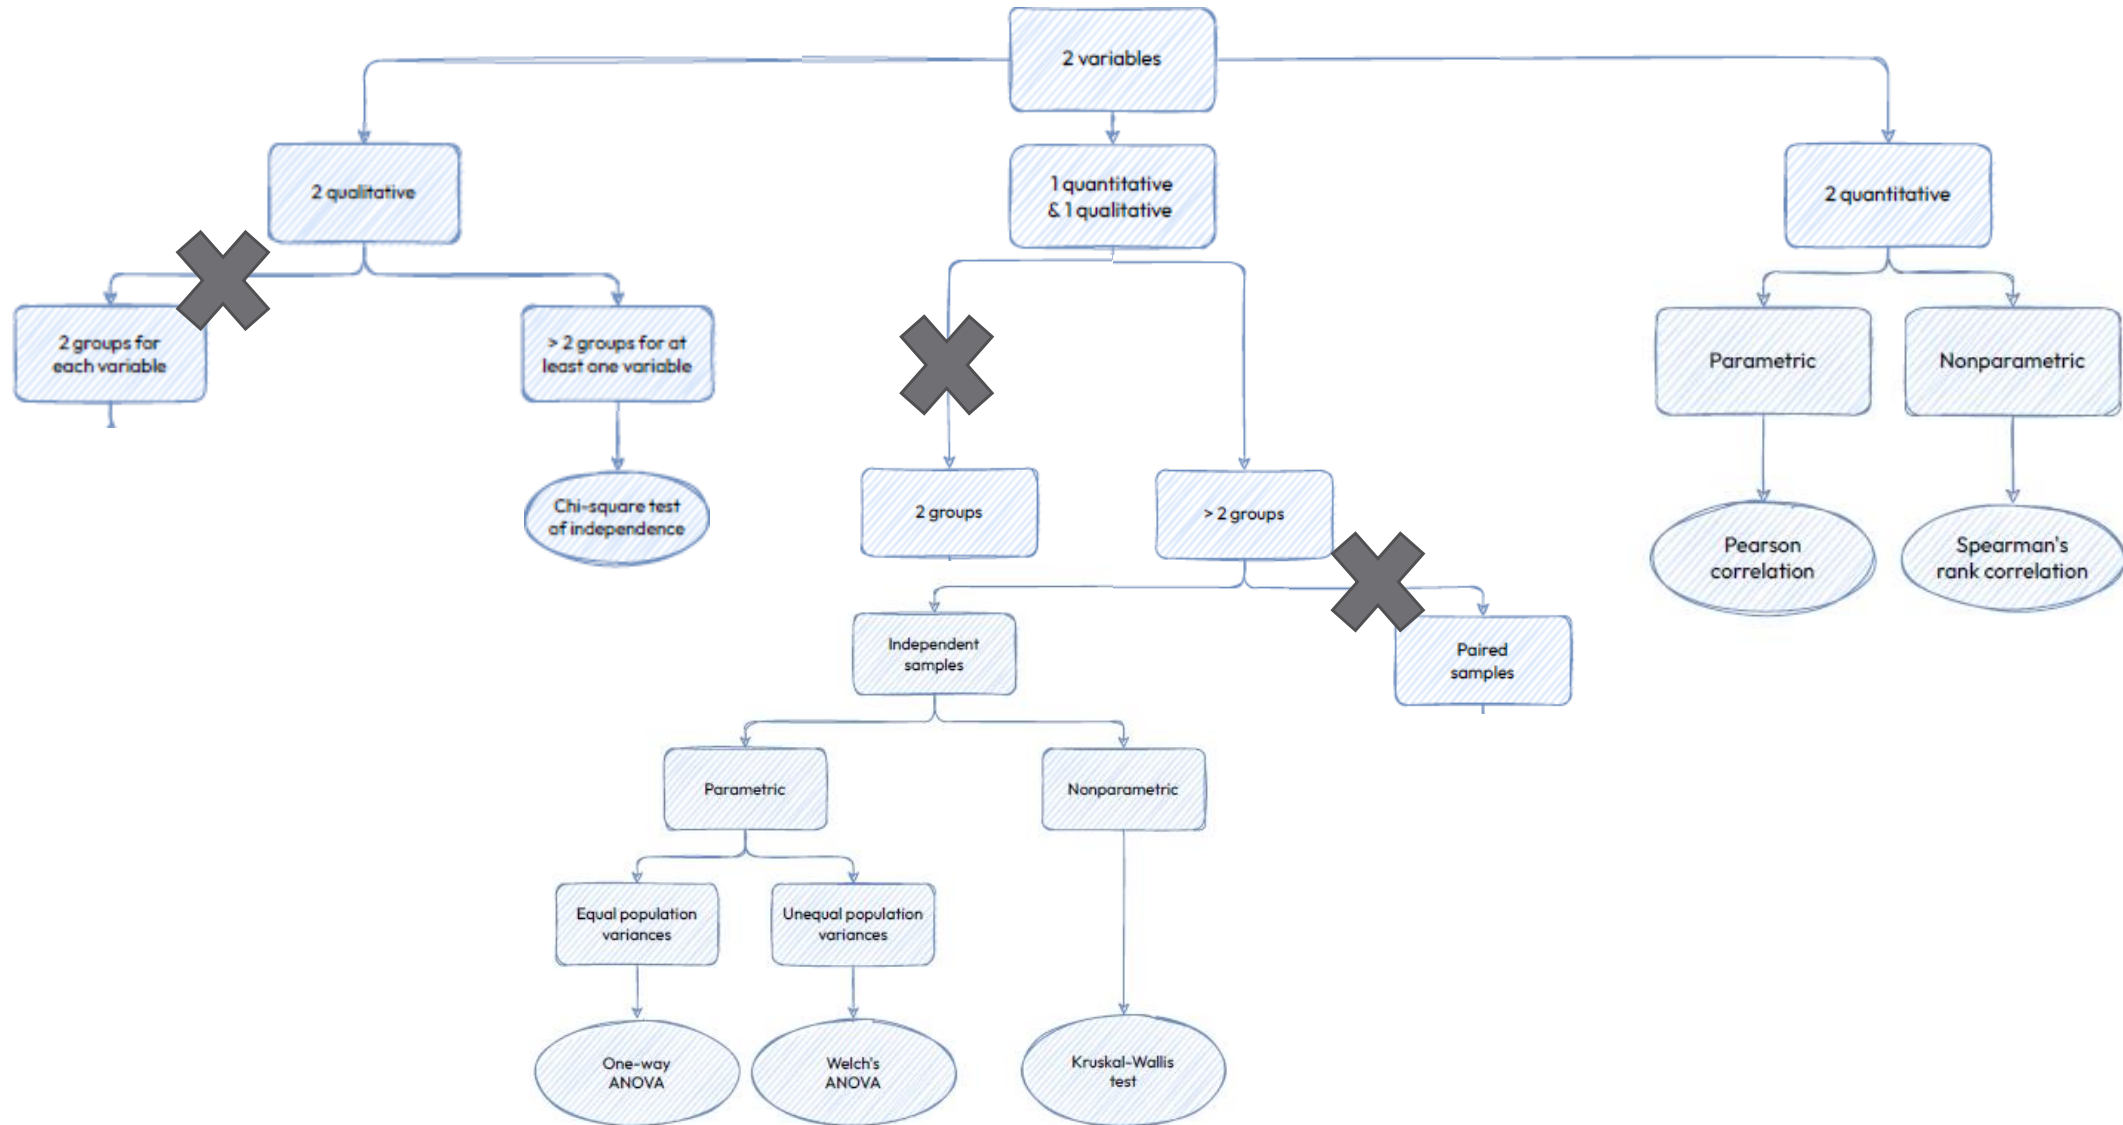 2 variables
2 qualitative
1 quantitative
& 1 qualitative
2 quantitative
2 groups for
each variable
> 2 groups for at
least one variable
Parametric
Nonparametric
Chi-square test
of independence
2 groups
> 2 groups
Pearson
correlation
Spearman's
rank correlation
Independent
samples
Paired
samples
Parametric
Nonparametric
Equal population
variances
Unequal population
variances
One-way
ANOVA
Welch's
ANOVA
Kruskal-Wallis
test